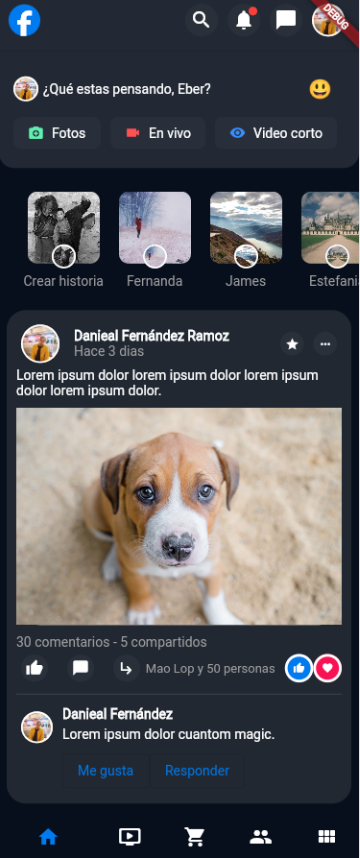 f
DEBUG
¿Qué estas pensando, Eber?
Fotos
En vivo
Video corto
Crear historia
Fernanda
James
Estefani
Danieal Fernández Ramoz
Hace 3 dias
Lorem ipsum dolor lorem ipsum dolor lorem ipsum
dolor lorem ipsum dolor.
30 comentarios - 5 compartidos
Mao Lop y 50 personas
Danieal Fernández
Lorem ipsum dolor cuantom magic.
Me gusta
Responder